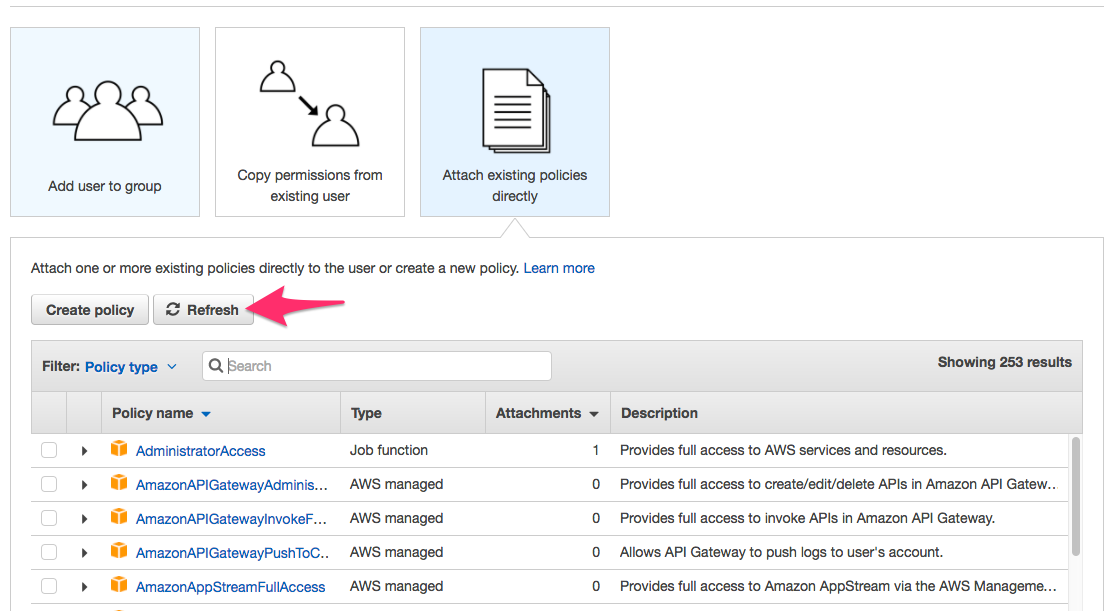 Add user to group
Copy permissions from
existing user
Attach existing policies
directly
Attach one or more existing policies directly to the user or create a new policy. Learn more
Create policy Refresh
Filter: Policy type Search Showing 253 results
Policy name Type Attachments Description
AdministratorAccess Job function 1 Provides full access to AWS services and resources.
AmazonAPIGatewayAdminis... AWS managed 0 Provides full access to create/edit/delete APIs in Amazon API Gatew...
AmazonAPIGatewayInvokeF... AWS managed 0 Provides full access to invoke APIs in Amazon API Gateway.
AmazonAPIGatewayPushToC... AWS managed 0 Allows API Gateway to push logs to user's account.
AmazonAppStreamFullAccess AWS managed 0 Provides full access to Amazon AppStream via the AWS Manageme...